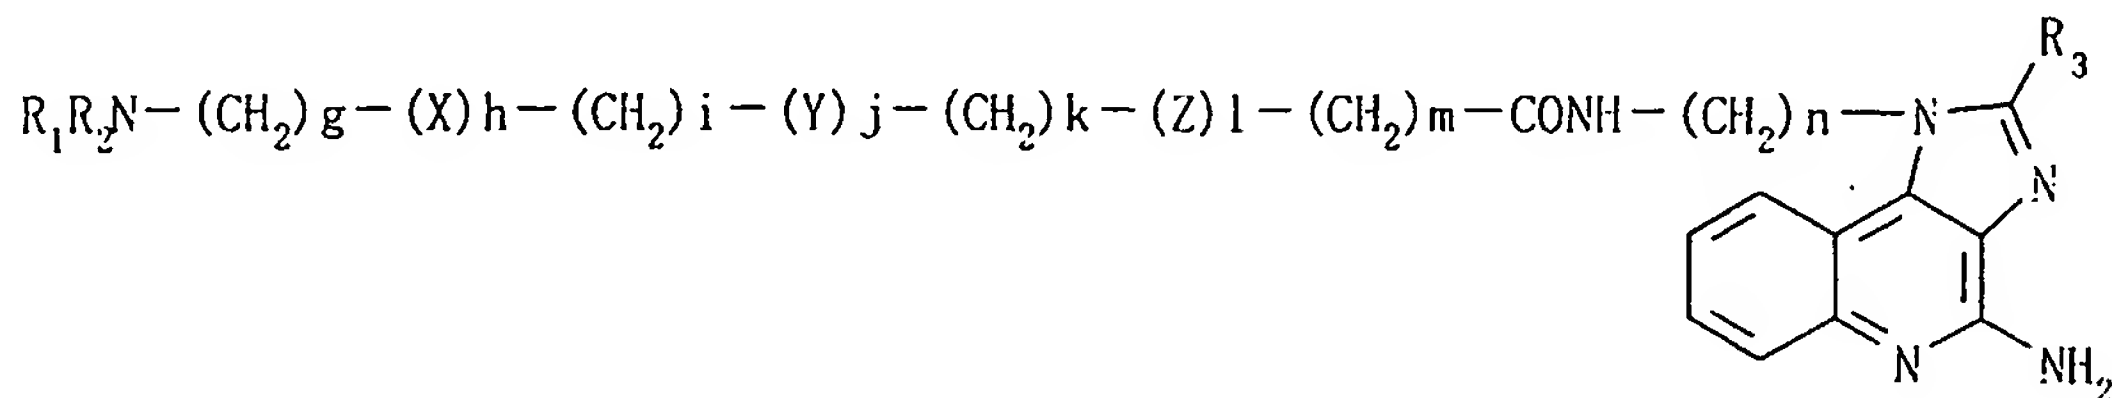 R₃
R₁R₂N—(CH₂)g—(X)h—(CH₂)i—(Y)j—(CH₂)k—(Z)l—(CH₂)m—CONH—(CH₂)n—N
N
N
NH₂